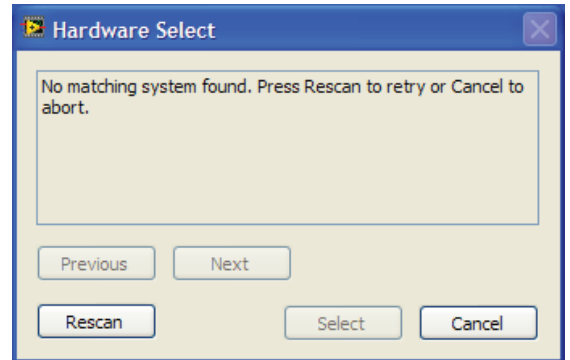 Hardware Select
No matching system found. Press Rescan to retry or Cancel to
abort.
Previous Next
Rescan Select Cancel